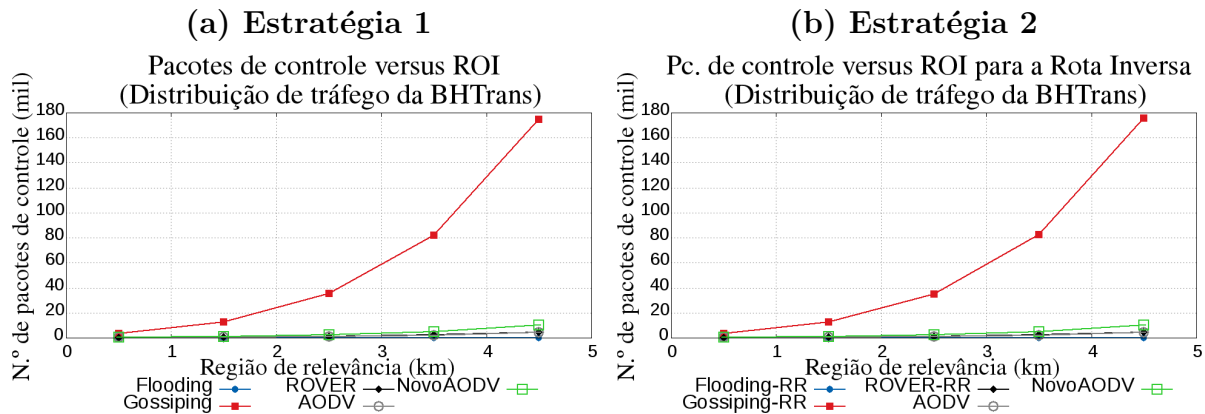 (a) Estratégia 1
Pacotes de controle versus ROI
(Distribuição de tráfego da BHTrans)
N.º de pacotes de controle (mil)
180
160
140
120
100
80
60
40
20
0
0 1 2 3 4 5
Região de relevância (km)
Flooding ROVER NovoAODV
Gossiping AODV
(b) Estratégia 2
Pc. de controle versus ROI para a Rota Inversa
(Distribuição de tráfego da BHTrans)
N.º de pacotes de controle (mil)
180
160
140
120
100
80
60
40
20
0
0 1 2 3 4 5
Região de relevância (km)
Flooding-RR ROVER-RR NovoAODV
Gossiping-RR AODV